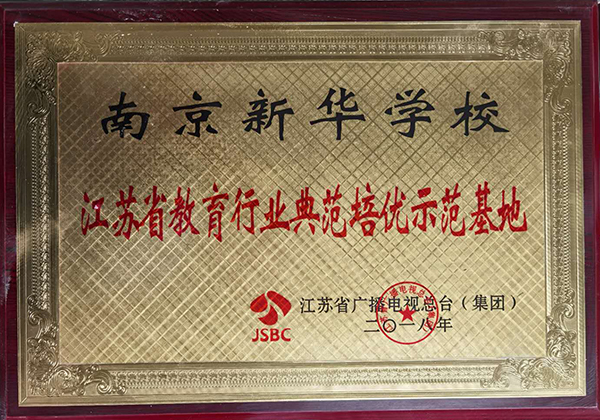 南京新华学校
江苏省教育行业典范培优示范基地
JSBC
江苏省广播电视总台(集团)
二〇一八年